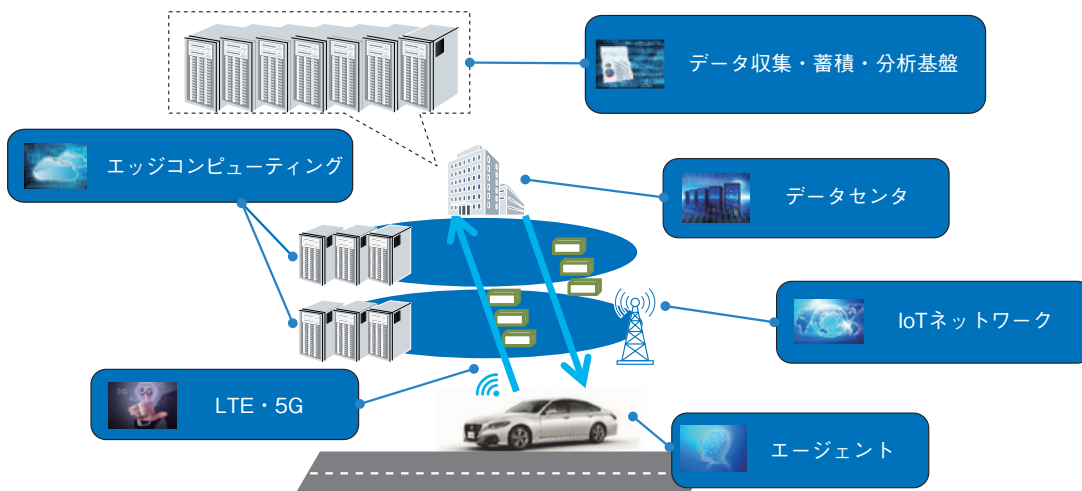 データ収集・蓄積・分析基盤
エッジコンピューティング
データセンタ
IoTネットワーク
LTE・5G
エージェント